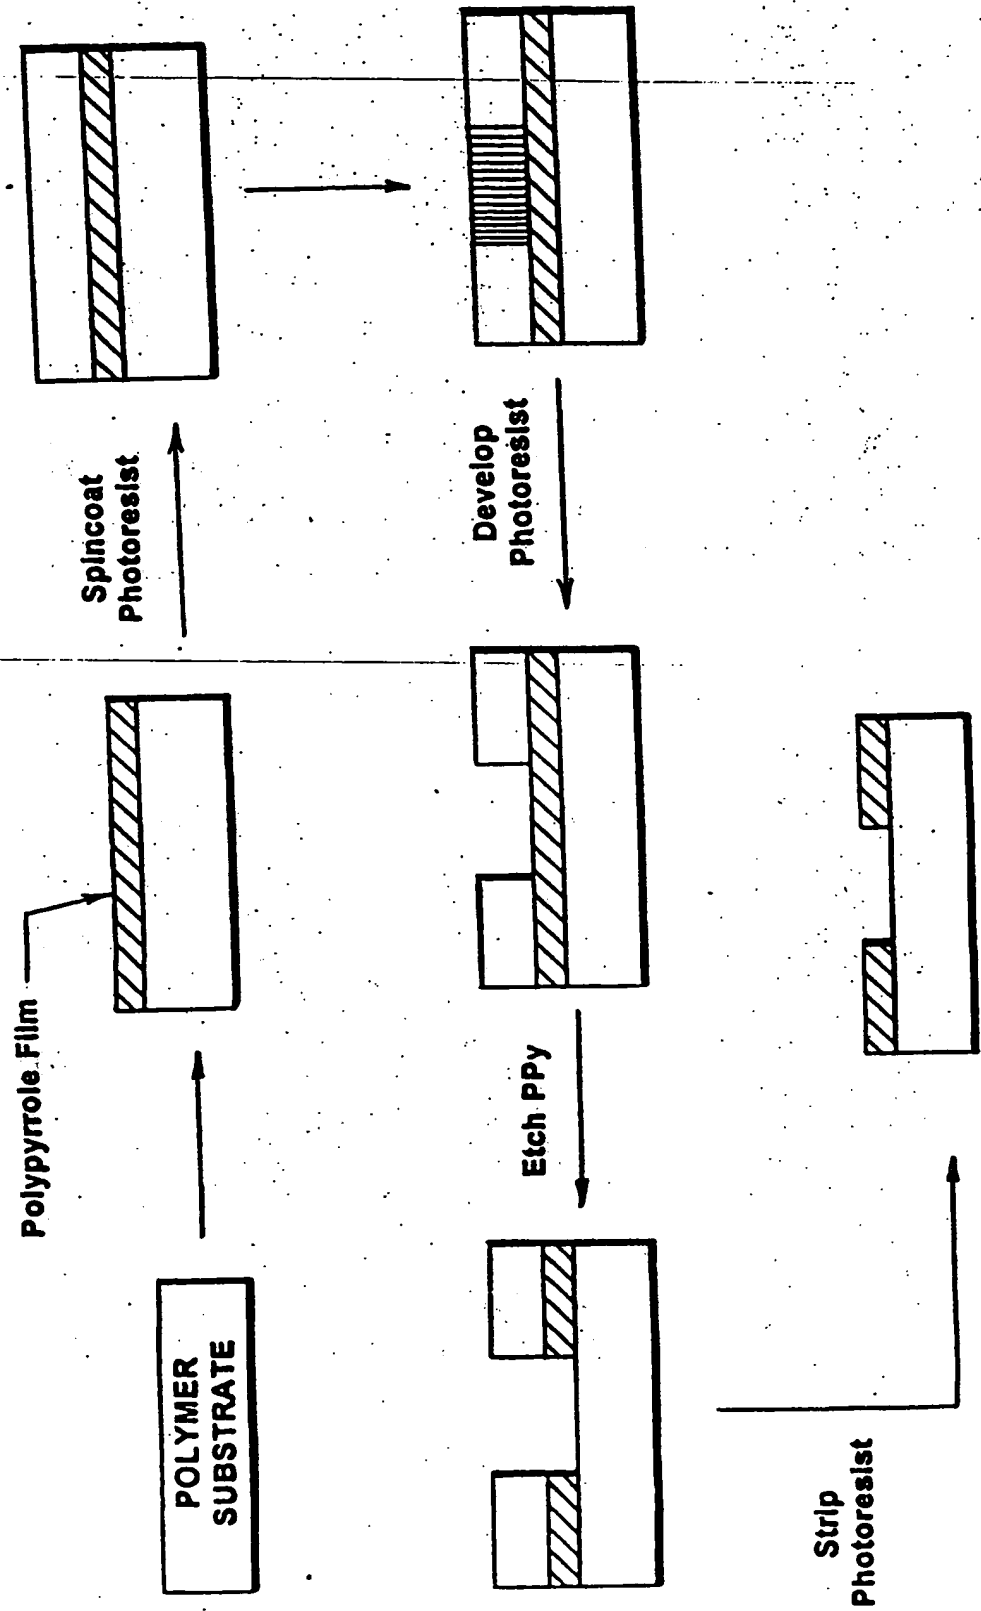 Polypyrrole Film
POLYMER
SUBSTRATE
Spincoat
Photoresist
Develop
Photoresist
Etch PPy
Strip
Photoresist